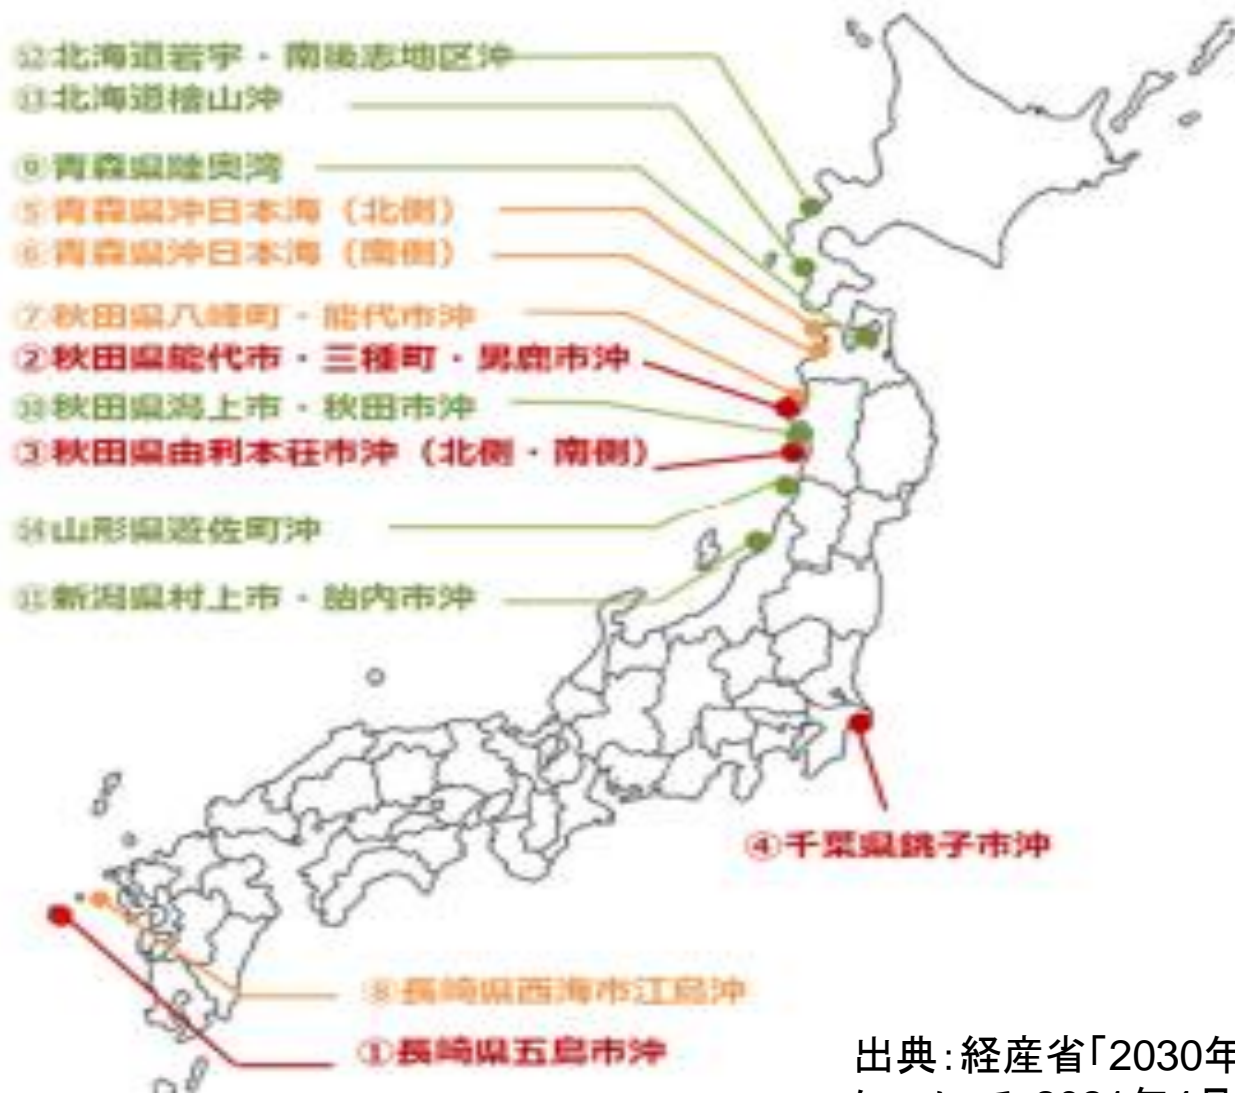 ⑫北海道岩宇・南後志地区沖
⑬北海道檜山沖
⑨青森県陸奥湾
⑤青森県沖日本海（北側）
⑥青森県沖日本海（南側）
⑦秋田県八峰町・能代市沖
②秋田県能代市・三種町・男鹿市沖
⑩秋田県潟上市・秋田市沖
③秋田県由利本荘市沖（北側・南側）
⑭山形県遊佐町沖
新潟県村上市・胎内市沖
④千葉県銚子市沖
⑧長崎県西海市江島沖
①長崎県五島市沖
出典：経産省「2030年